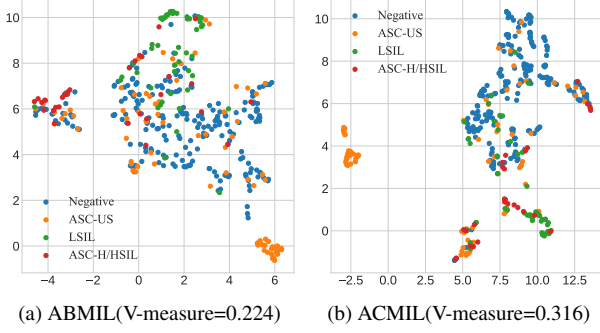 10
8
6
4
2
0
Negative
ASC-US
LSIL
ASC-H/HSIL
−4
−2
0
2
4
6
(a) ABMIL(V-measure=0.224)
10
8
6
4
2
0
Negative
ASC-US
LSIL
ASC-H/HSIL
−2.5
0.0
2.5
5.0
7.5
10.0
12.5
(b) ACMIL(V-measure=0.316)